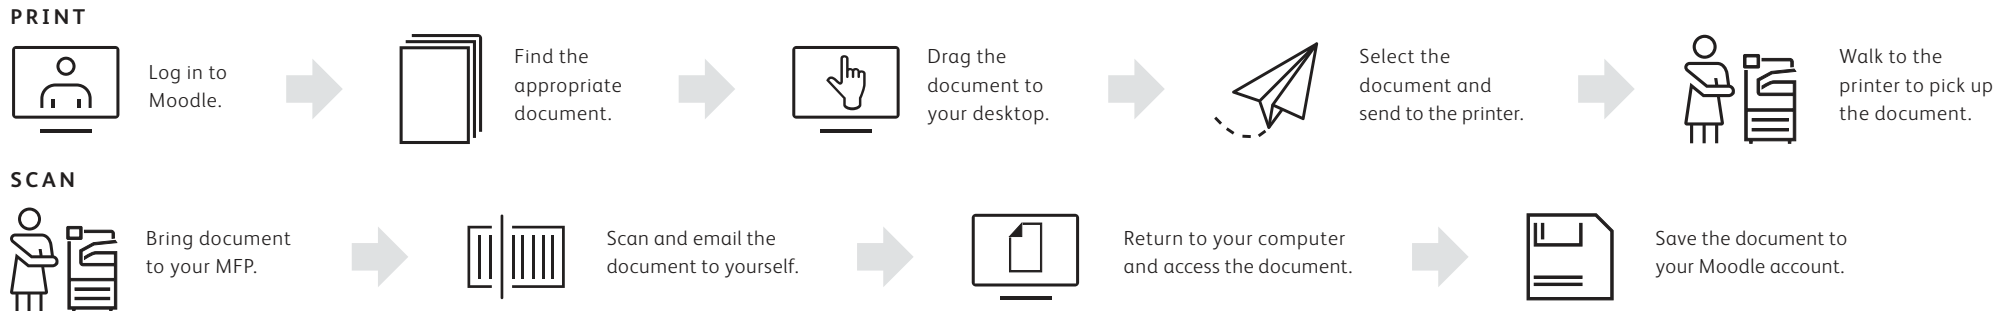 PRINT
Log in to
Moodle.
Find the
appropriate
document.
Drag the
document to
your desktop.
Select the
document and
send to the printer.
Walk to the
printer to pick up
the document.
SCAN
Bring document
to your MFP.
Scan and email the
document to yourself.
Return to your computer
and access the document.
Save the document to
your Moodle account.